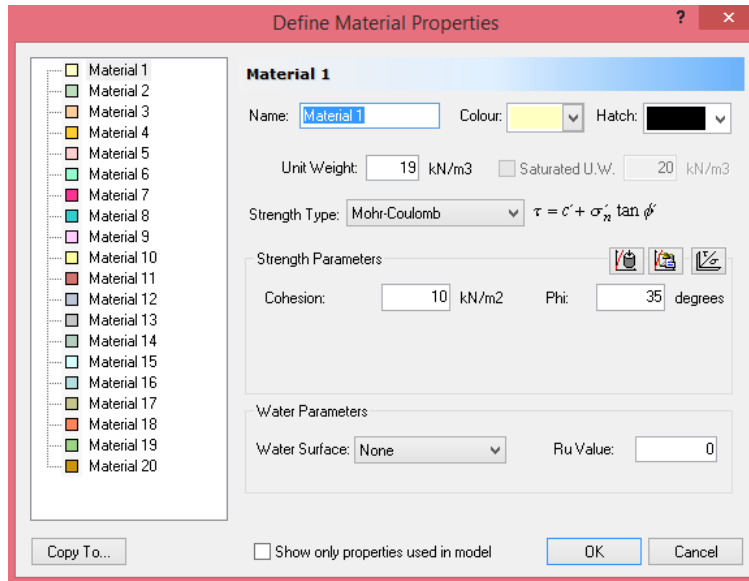 Define Material Properties
? ×
Material 1
Material 2
Material 3
Material 4
Material 5
Material 6
Material 7
Material 8
Material 9
Material 10
Material 11
Material 12
Material 13
Material 14
Material 15
Material 16
Material 17
Material 18
Material 19
Material 20
Material 1
Name: Material 1 Colour: Hatch:
Unit Weight: 19 kN/m3 Saturated U.W. 20 kN/m3
Strength Type: Mohr-Coulomb τ = c′ + σ′n tan ϕ′
Strength Parameters
Cohesion: 10 kN/m2 Phi: 35 degrees
Water Parameters
Water Surface: None Ru Value: 0
Copy To... Show only properties used in model OK Cancel